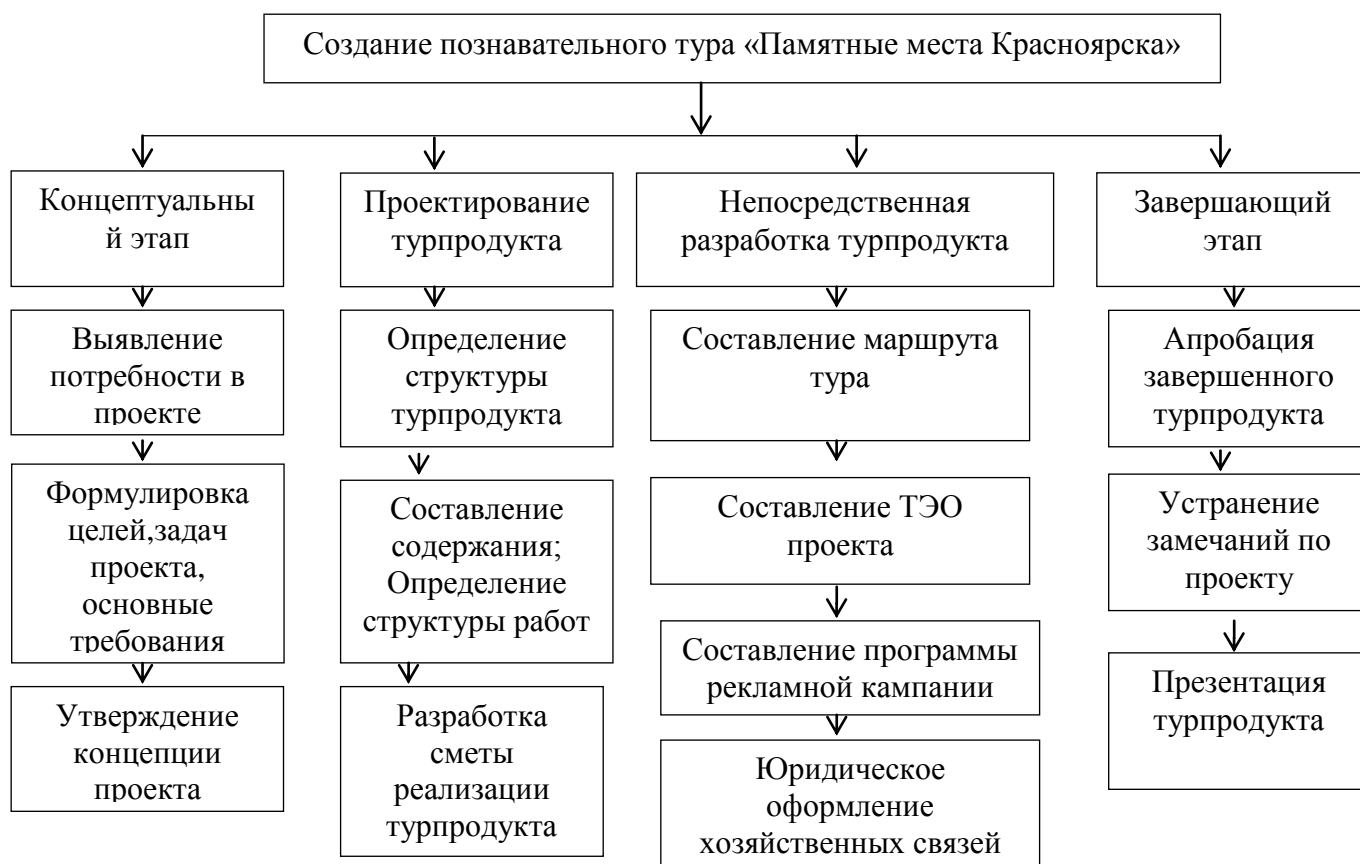 Создание познавательного тура «Памятные места Красноярска»
Концептуальны
й этап
Выявление
потребности в
проекте
Формулировка
целей,задач
проекта,
основные
требования
Утверждение
концепции
проекта
Проектирование
турпродукта
Определение
структуры
турпродукта
Составление
содержания;
Определение
структуры работ
Разработка
сметы
реализации
турпродукта
Непосредственная
разработка турпродукта
Составление маршрута
тура
Составление ТЭО
проекта
Составление программы
рекламной кампании
Юридическое
оформление
хозяйственных связей
Завершающий
этап
Апробация
завершенного
турпродукта
Устранение
замечаний по
проекту
Презентация
турпродукта